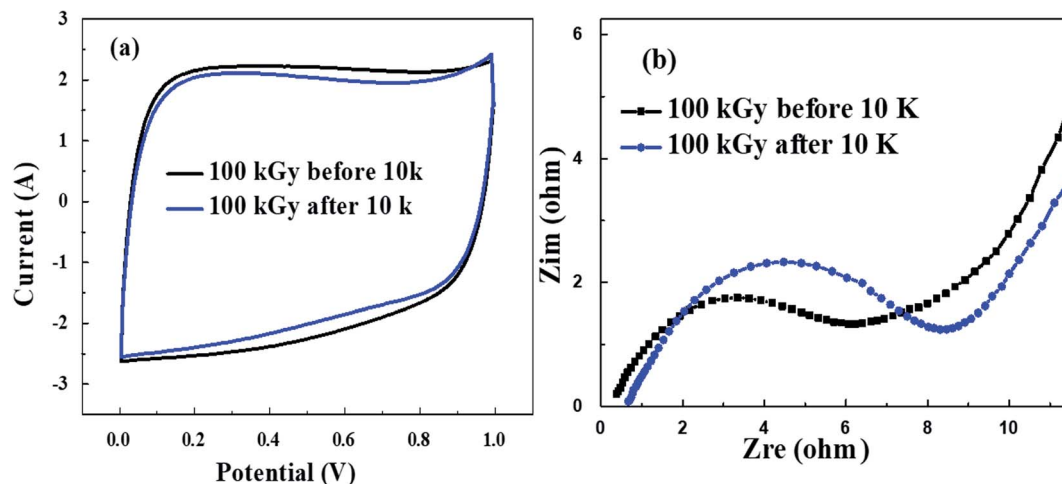 (a)
3
2
1
0
-1
-2
-3
Current (A)
100 kGy before 10k
100 kGy after 10 k
0.0 0.2 0.4 0.6 0.8 1.0
Potential (V)
(b)
6
4
2
0
Zim (ohm)
100 kGy before 10 K
100 kGy after 10 K
0 2 4 6 8 10
Zre (ohm)